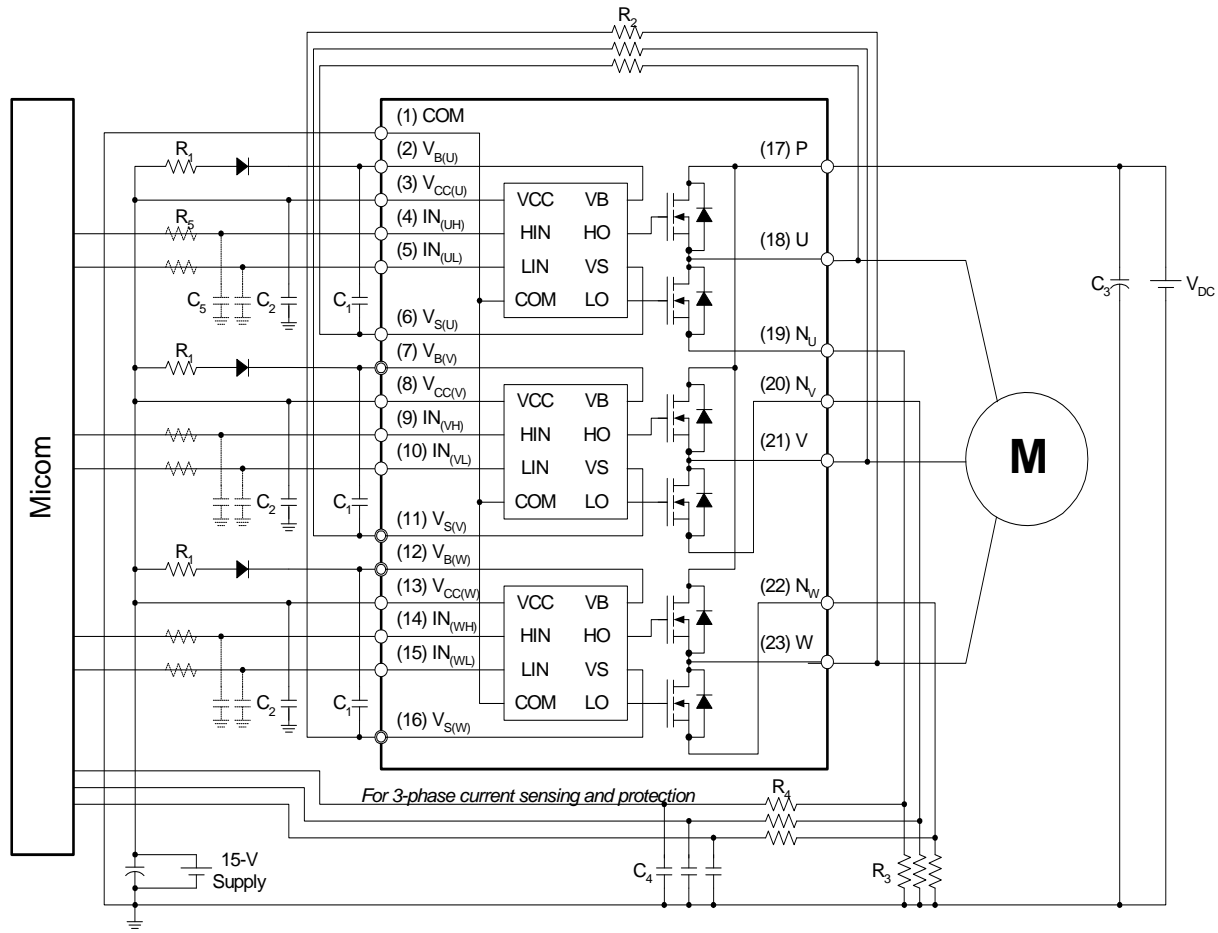 R2
(1) COM
(2) VB(U)
(3) VCC(U)
(4) IN(UH)
(5) IN(UL)
(6) VS(U)
(7) VB(V)
(8) VCC(V)
(9) IN(VH)
(10) IN(VL)
(11) VS(V)
(12) VB(W)
(13) VCC(W)
(14) IN(WH)
(15) IN(WL)
(16) VS(W)
(17) P
(18) U
(19) NU
(20) NV
(21) V
(22) NW
(23) W
VCC VB
HIN HO
LIN VS
COM LO
VCC VB
HIN HO
LIN VS
COM LO
VCC VB
HIN HO
LIN VS
COM LO
R1
R5
C5 C2 C1
R1
C2 C1
R1
C2 C1
Micom
C3
VDC
M
For 3-phase current sensing and protection
R4
C4
R3
15-V
Supply